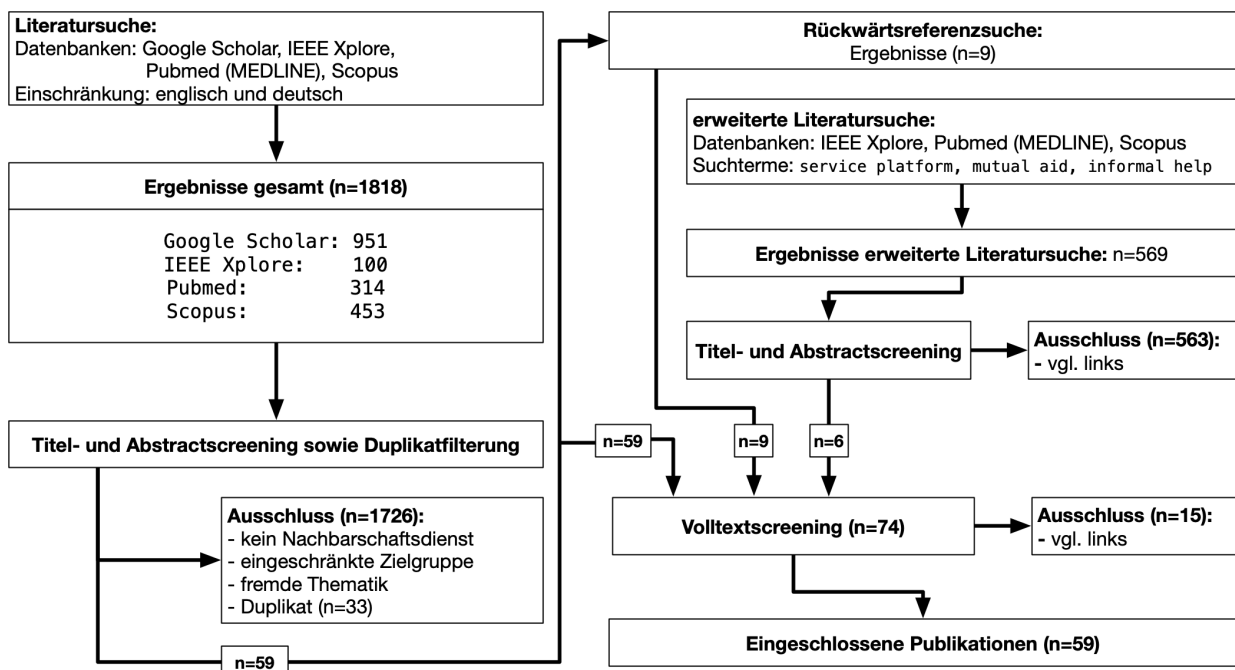 Literatursuche:
Datenbanken: Google Scholar, IEEE Xplore,
Pubmed (MEDLINE), Scopus
Einschränkung: englisch und deutsch
Ergebnisse gesamt (n=1818)
Google Scholar: 951
IEEE Xplore: 100
Pubmed: 314
Scopus: 453
Titel- und Abstractscreening sowie Duplikatfilterung
Ausschluss (n=1726):
- kein Nachbarschaftsdienst
- eingeschränkte Zielgruppe
- fremde Thematik
- Duplikat (n=33)
n=59
Rückwärtsreferenzsuche:
Ergebnisse (n=9)
erweiterte Literatursuche:
Datenbanken: IEEE Xplore, Pubmed (MEDLINE), Scopus
Suchterme: service platform, mutual aid, informal help
Ergebnisse erweiterte Literatursuche: n=569
Titel- und Abstractscreening
Ausschluss (n=563):
- vgl. links
n=59
n=9
n=6
Volltextscreening (n=74)
Ausschluss (n=15):
- vgl. links
Eingeschlossene Publikationen (n=59)